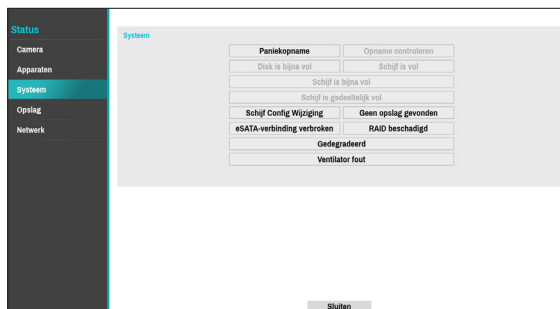 Status
Camera
Apparaten
Systeem
Opslag
Netwerk
Systeem
Paniekopname
Opname controleren
Disk is bijna vol
Schijf is vol
Schijf is bijna vol
Schijf is gedeeltelijk vol
Schijf Config Wijziging
Geen opslag gevonden
eSATA-verbinding verbroken
RAID beschadigd
Gedegradeerd
Ventilator fout
Sluiten